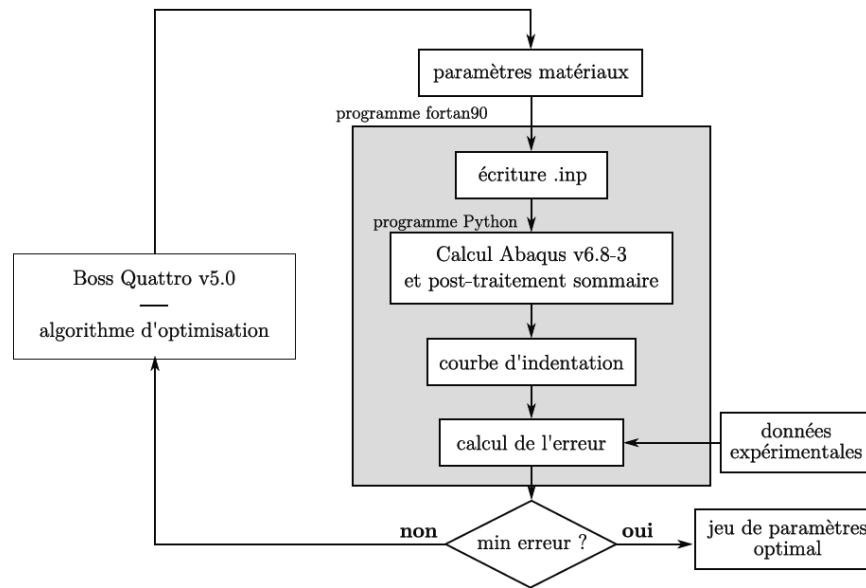 paramètres matériaux
programme fortan90
écriture .inp
programme Python
Calcul Abaqus v6.8-3
et post-traitement sommaire
Boss Quattro v5.0
algorithme d'optimisation
courbe d'indentation
calcul de l'erreur
données
expérimentales
non
min erreur ?
oui
jeu de paramètres
optimal